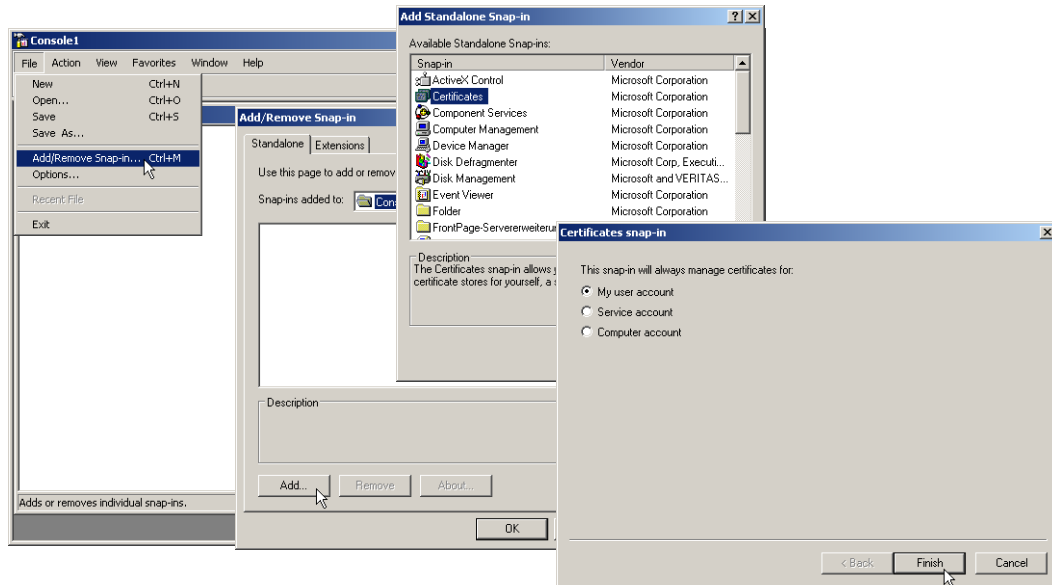 Console1
File Action View Favorites Window Help
New Ctrl+N
Open... Ctrl+O
Save Ctrl+S
Save As...
Add/Remove Snap-in... Ctrl+M
Options...
Recent File
Exit
Adds or removes individual snap-ins.
Add/Remove Snap-in
Standalone Extensions
Use this page to add or remov
Snap-ins added to:
Description
Add... Remove About...
OK
Add Standalone Snap-in
Available Standalone Snap-ins:
Snap-in Vendor
ActiveX Control Microsoft Corporation
Certificates Microsoft Corporation
Component Services Microsoft Corporation
Computer Management Microsoft Corporation
Device Manager Microsoft Corporation
Disk Defragmenter Microsoft Corp, Executi...
Disk Management Microsoft and VERITAS...
Event Viewer Microsoft Corporation
Folder Microsoft Corporation
FrontPage-Servererweiteru
Description
The Certificates snap-in allows
certificate stores for yourself, a
Certificates snap-in
This snap-in will always manage certificates for:
My user account
Service account
Computer account
< Back Finish Cancel